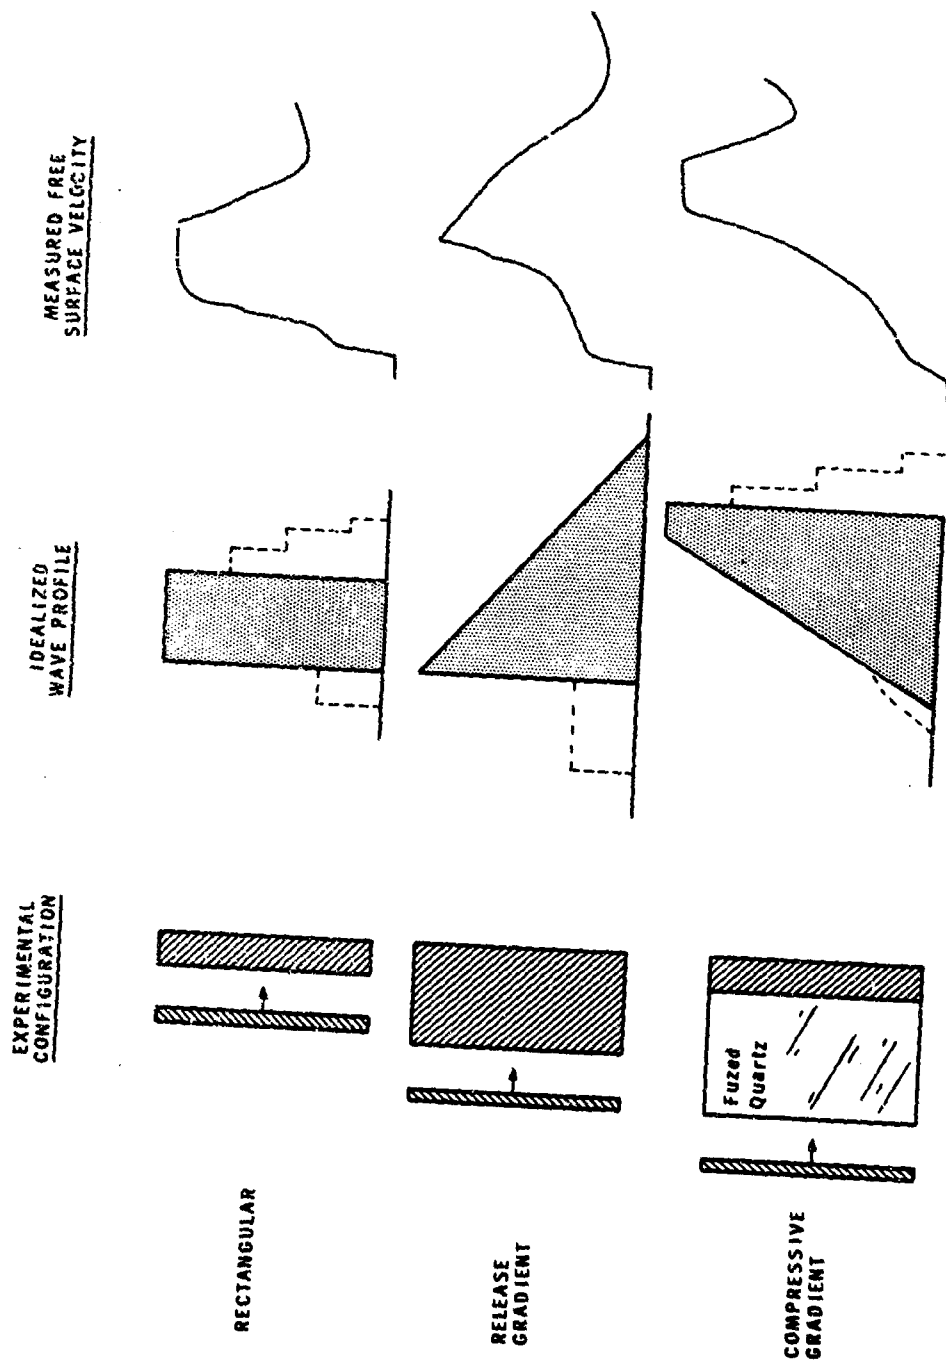 EXPERIMENTAL
CONFIGURATION
IDEALIZED
WAVE PROFILE
MEASURED FREE
SURFACE VELOCITY
RECTANGULAR
RELEASE
GRADIENT
COMPRESSIVE
GRADIENT
Fuzed
Quartz